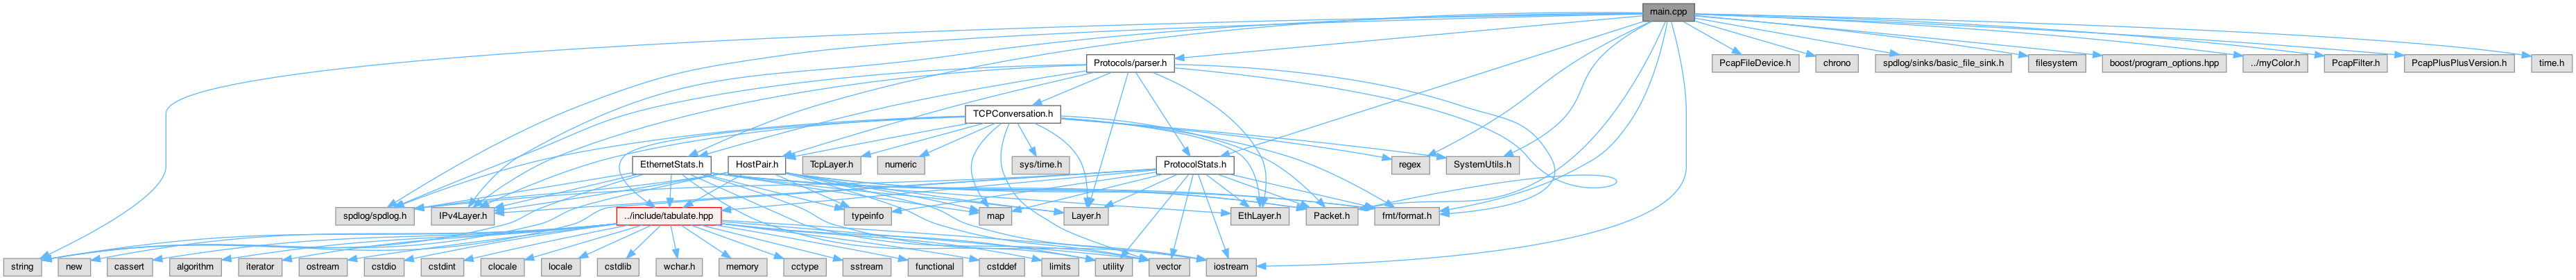 main.cpp
Protocols/parser.h
PcapFileDevice.h
chrono
spdlog/sinks/basic_file_sink.h
filesystem
boost/program_options.hpp
../myColor.h
PcapFilter.h
PcapPlusPlusVersion.h
time.h
TCPConversation.h
EthernetStats.h
HostPair.h
TcpLayer.h
numeric
sys/time.h
ProtocolStats.h
regex
SystemUtils.h
spdlog/spdlog.h
IPv4Layer.h
../include/tabulate.hpp
typeinfo
map
Layer.h
EthLayer.h
Packet.h
fmt/format.h
string
new
cassert
algorithm
iterator
ostream
cstdio
cstdint
clocale
locale
cstdlib
wchar.h
memory
cctype
sstream
functional
cstddef
limits
utility
vector
iostream